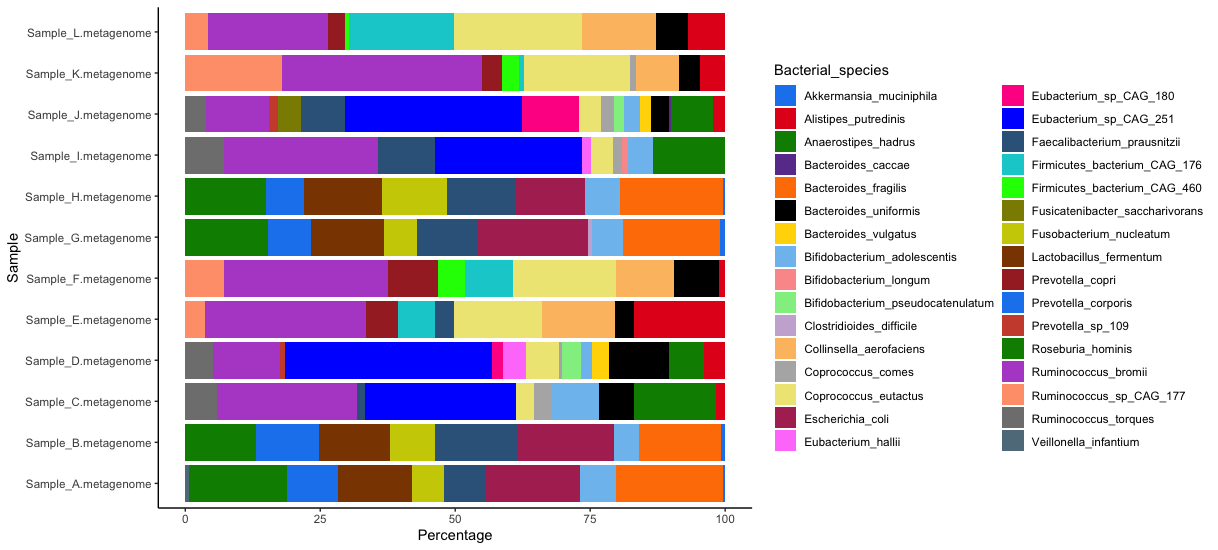 Sample_L.metagenome
Sample_K.metagenome
Sample_J.metagenome
Sample_I.metagenome
Sample_H.metagenome
Sample_G.metagenome
Sample_F.metagenome
Sample_E.metagenome
Sample_D.metagenome
Sample_C.metagenome
Sample_B.metagenome
Sample_A.metagenome
Sample
0 25 50 75 100
Percentage
Bacterial_species
Akkermansia_muciniphila
Alistipes_putredinis
Anaerostipes_hadrus
Bacteroides_caccae
Bacteroides_fragilis
Bacteroides_uniformis
Bacteroides_vulgatus
Bifidobacterium_adolescentis
Bifidobacterium_longum
Bifidobacterium_pseudocatenulatum
Clostridioides_difficile
Collinsella_aerofaciens
Coprococcus_comes
Coprococcus_eutactus
Escherichia_coli
Eubacterium_hallii
Eubacterium_sp_CAG_180
Eubacterium_sp_CAG_251
Faecalibacterium_prausnitzii
Firmicutes_bacterium_CAG_176
Firmicutes_bacterium_CAG_460
Fusicatenibacter_saccharivorans
Fusobacterium_nucleatum
Lactobacillus_fermentum
Prevotella_copri
Prevotella_corporis
Prevotella_sp_109
Roseburia_hominis
Ruminococcus_bromii
Ruminococcus_sp_CAG_177
Ruminococcus_torques
Veillonella_infantium